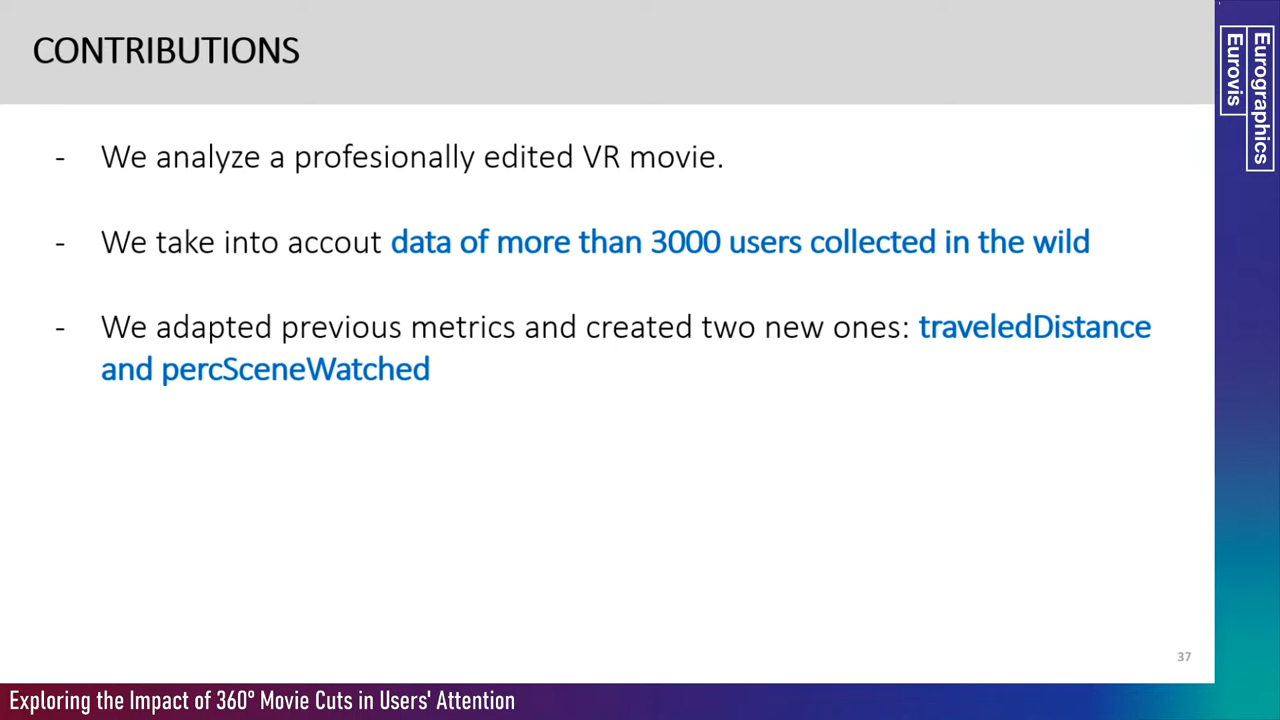 CONTRIBUTIONS
- We analyze a profesionally edited VR movie.
- We take into accout data of more than 3000 users collected in the wild
- We adapted previous metrics and created two new ones: traveledDistance
and percSceneWatched
37
Exploring the Impact of 360° Movie Cuts in Users' Attention
Eurographics
Eurovis